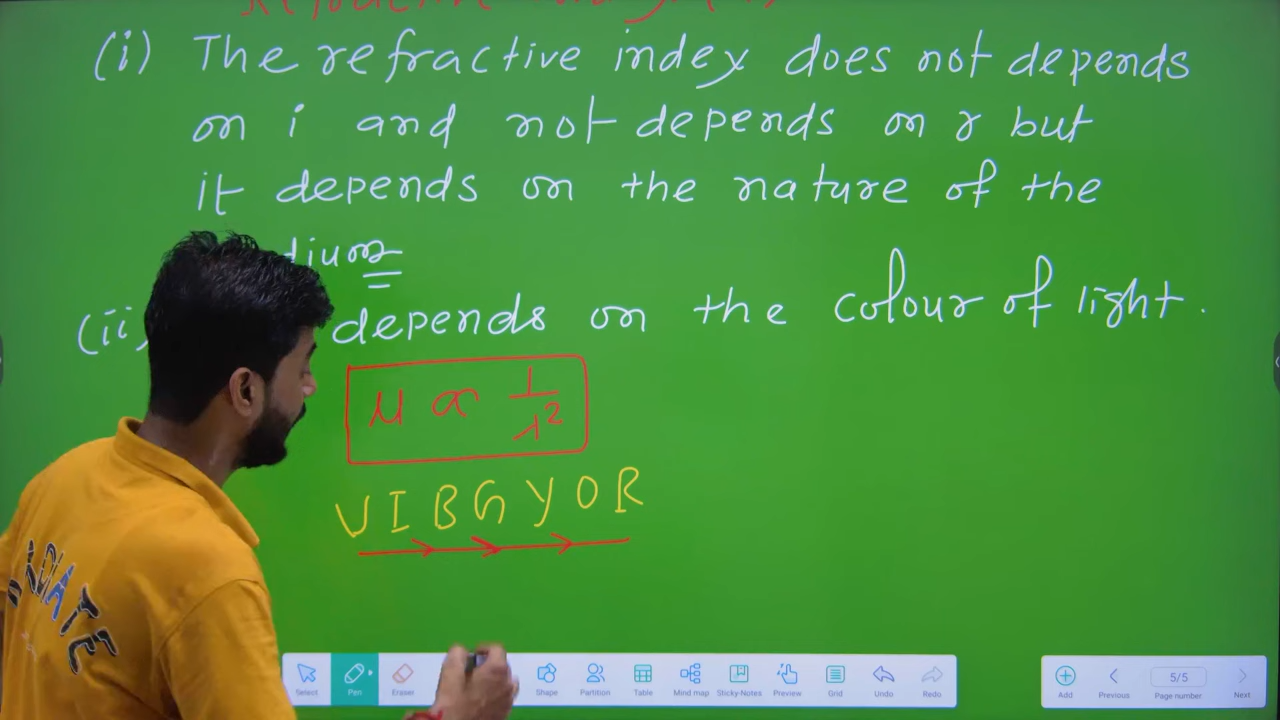 (i) The refractive index does not depends
on i and not depends on r but
it depends on the nature of the
(ii) depends on the colour of light.
μ ∝ 1/λ²
VIBGYOR
RADIATE
Select Pen Eraser Shape Partition Table Mind map Sticky-Notes Preview Grid Undo Redo
Add Previous 5/5 Page number Next